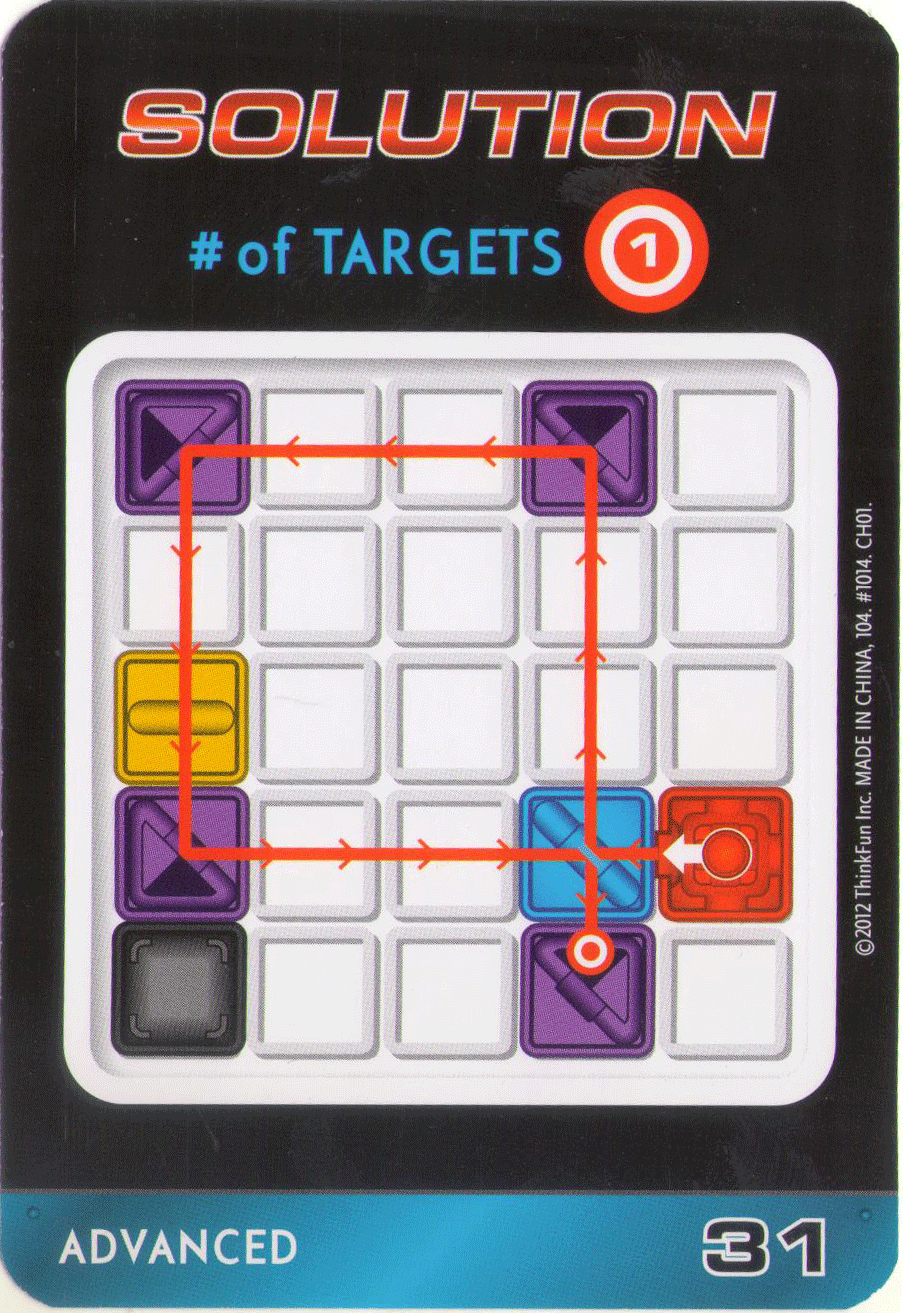 SOLUTION
# of TARGETS 1
©2012 ThinkFun Inc. MADE IN CHINA, 104. #1014. CH01.
ADVANCED 31